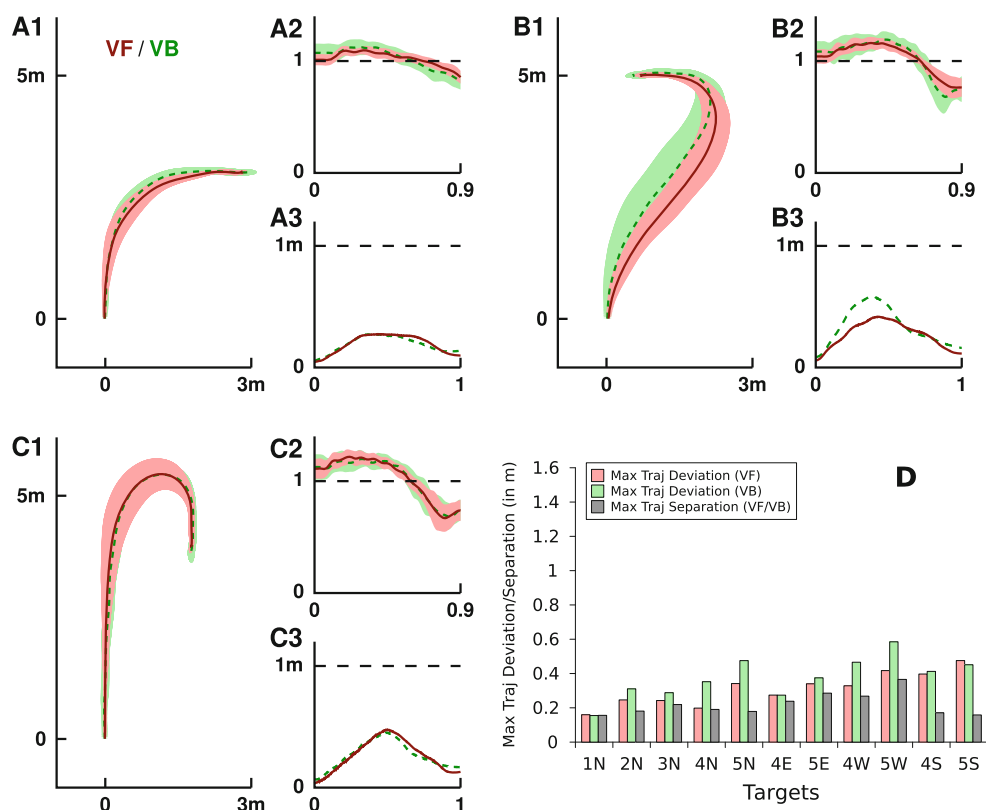 A1
VF / VB
5m
0
0
3m
A2
1
0
0
0.9
A3
1m
0
0
1
B1
5m
0
0
3m
B2
1
0
0
0.9
B3
1m
0
0
1
C1
5m
0
0
3m
C2
1
0
0
0.9
C3
1m
0
0
1
D
Max Traj Deviation (VF)
Max Traj Deviation (VB)
Max Traj Separation (VF/VB)
Max Traj Deviation/Separation (in m)
1.6
1.4
1.2
1
0.8
0.6
0.4
0.2
0
1N 2N 3N 4N 5N 4E 5E 4W 5W 4S 5S
Targets